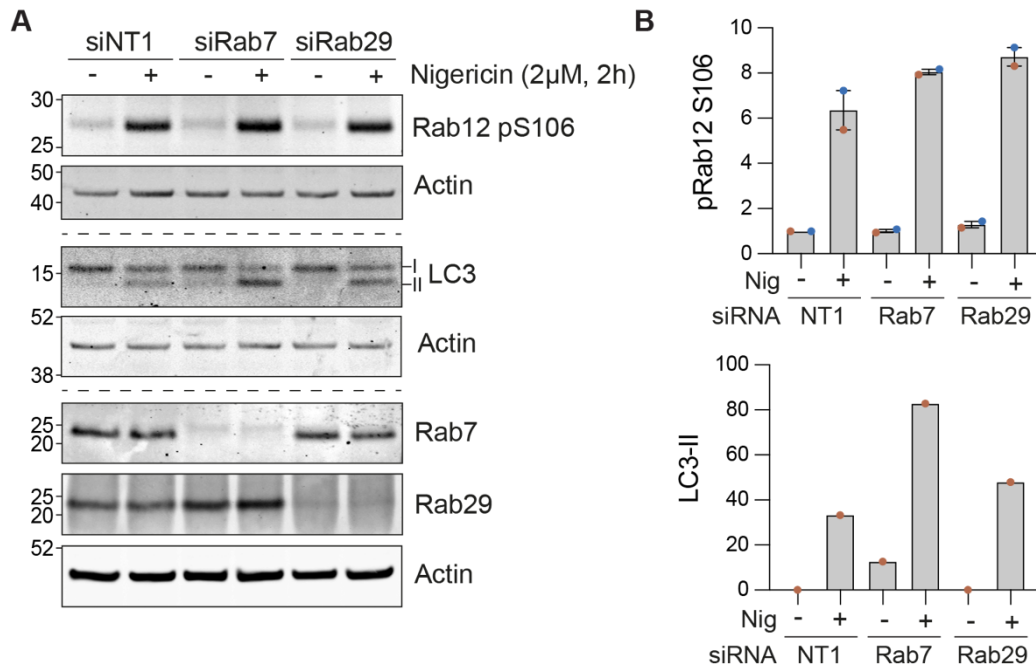 A
siNT1 siRab7 siRab29
- + - + - + Nigericin (2µM, 2h)
30
25
Rab12 pS106
50
40
Actin
15
I
II
LC3
52
38
Actin
25
20
Rab7
25
20
Rab29
52
Actin
B
pRab12 S106
10
8
6
4
2
0
Nig - + - + - +
siRNA NT1 Rab7 Rab29
LC3-II
100
80
60
40
20
0
Nig - + - + - +
siRNA NT1 Rab7 Rab29